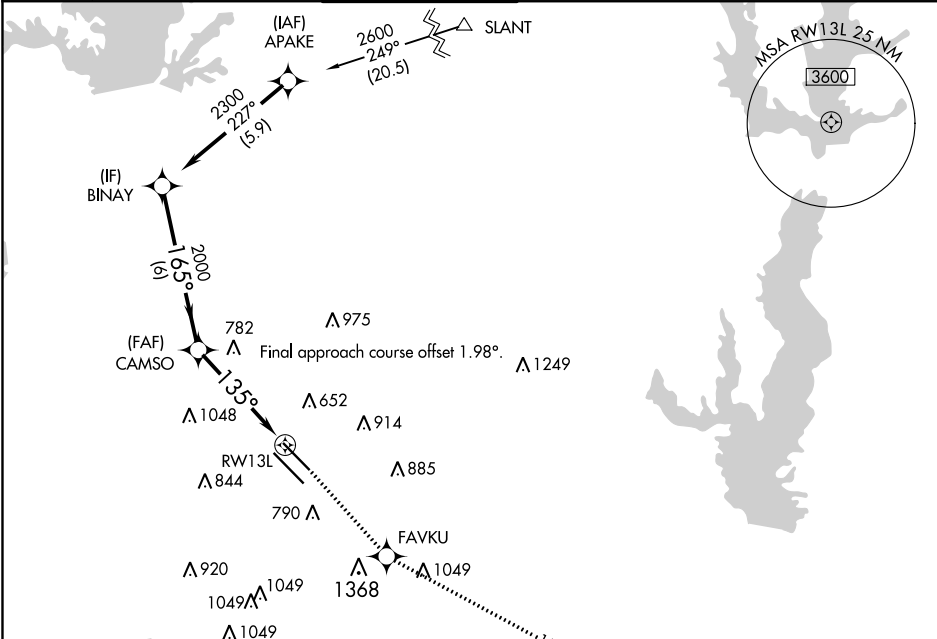 (IAF)
APAKE
2600
249°
(20.5)
SLANT
MSA RW13L 25 NM
3600
2300
227°
(5.9)
(IF)
BINAY
2000
165°
(6)
(FAF)
CAMSO
782
975
Final approach course offset 1.98°.
1249
135°
652
1048
914
RW13L
885
844
790
FAVKU
920
1368
1049
1049
1049
1049